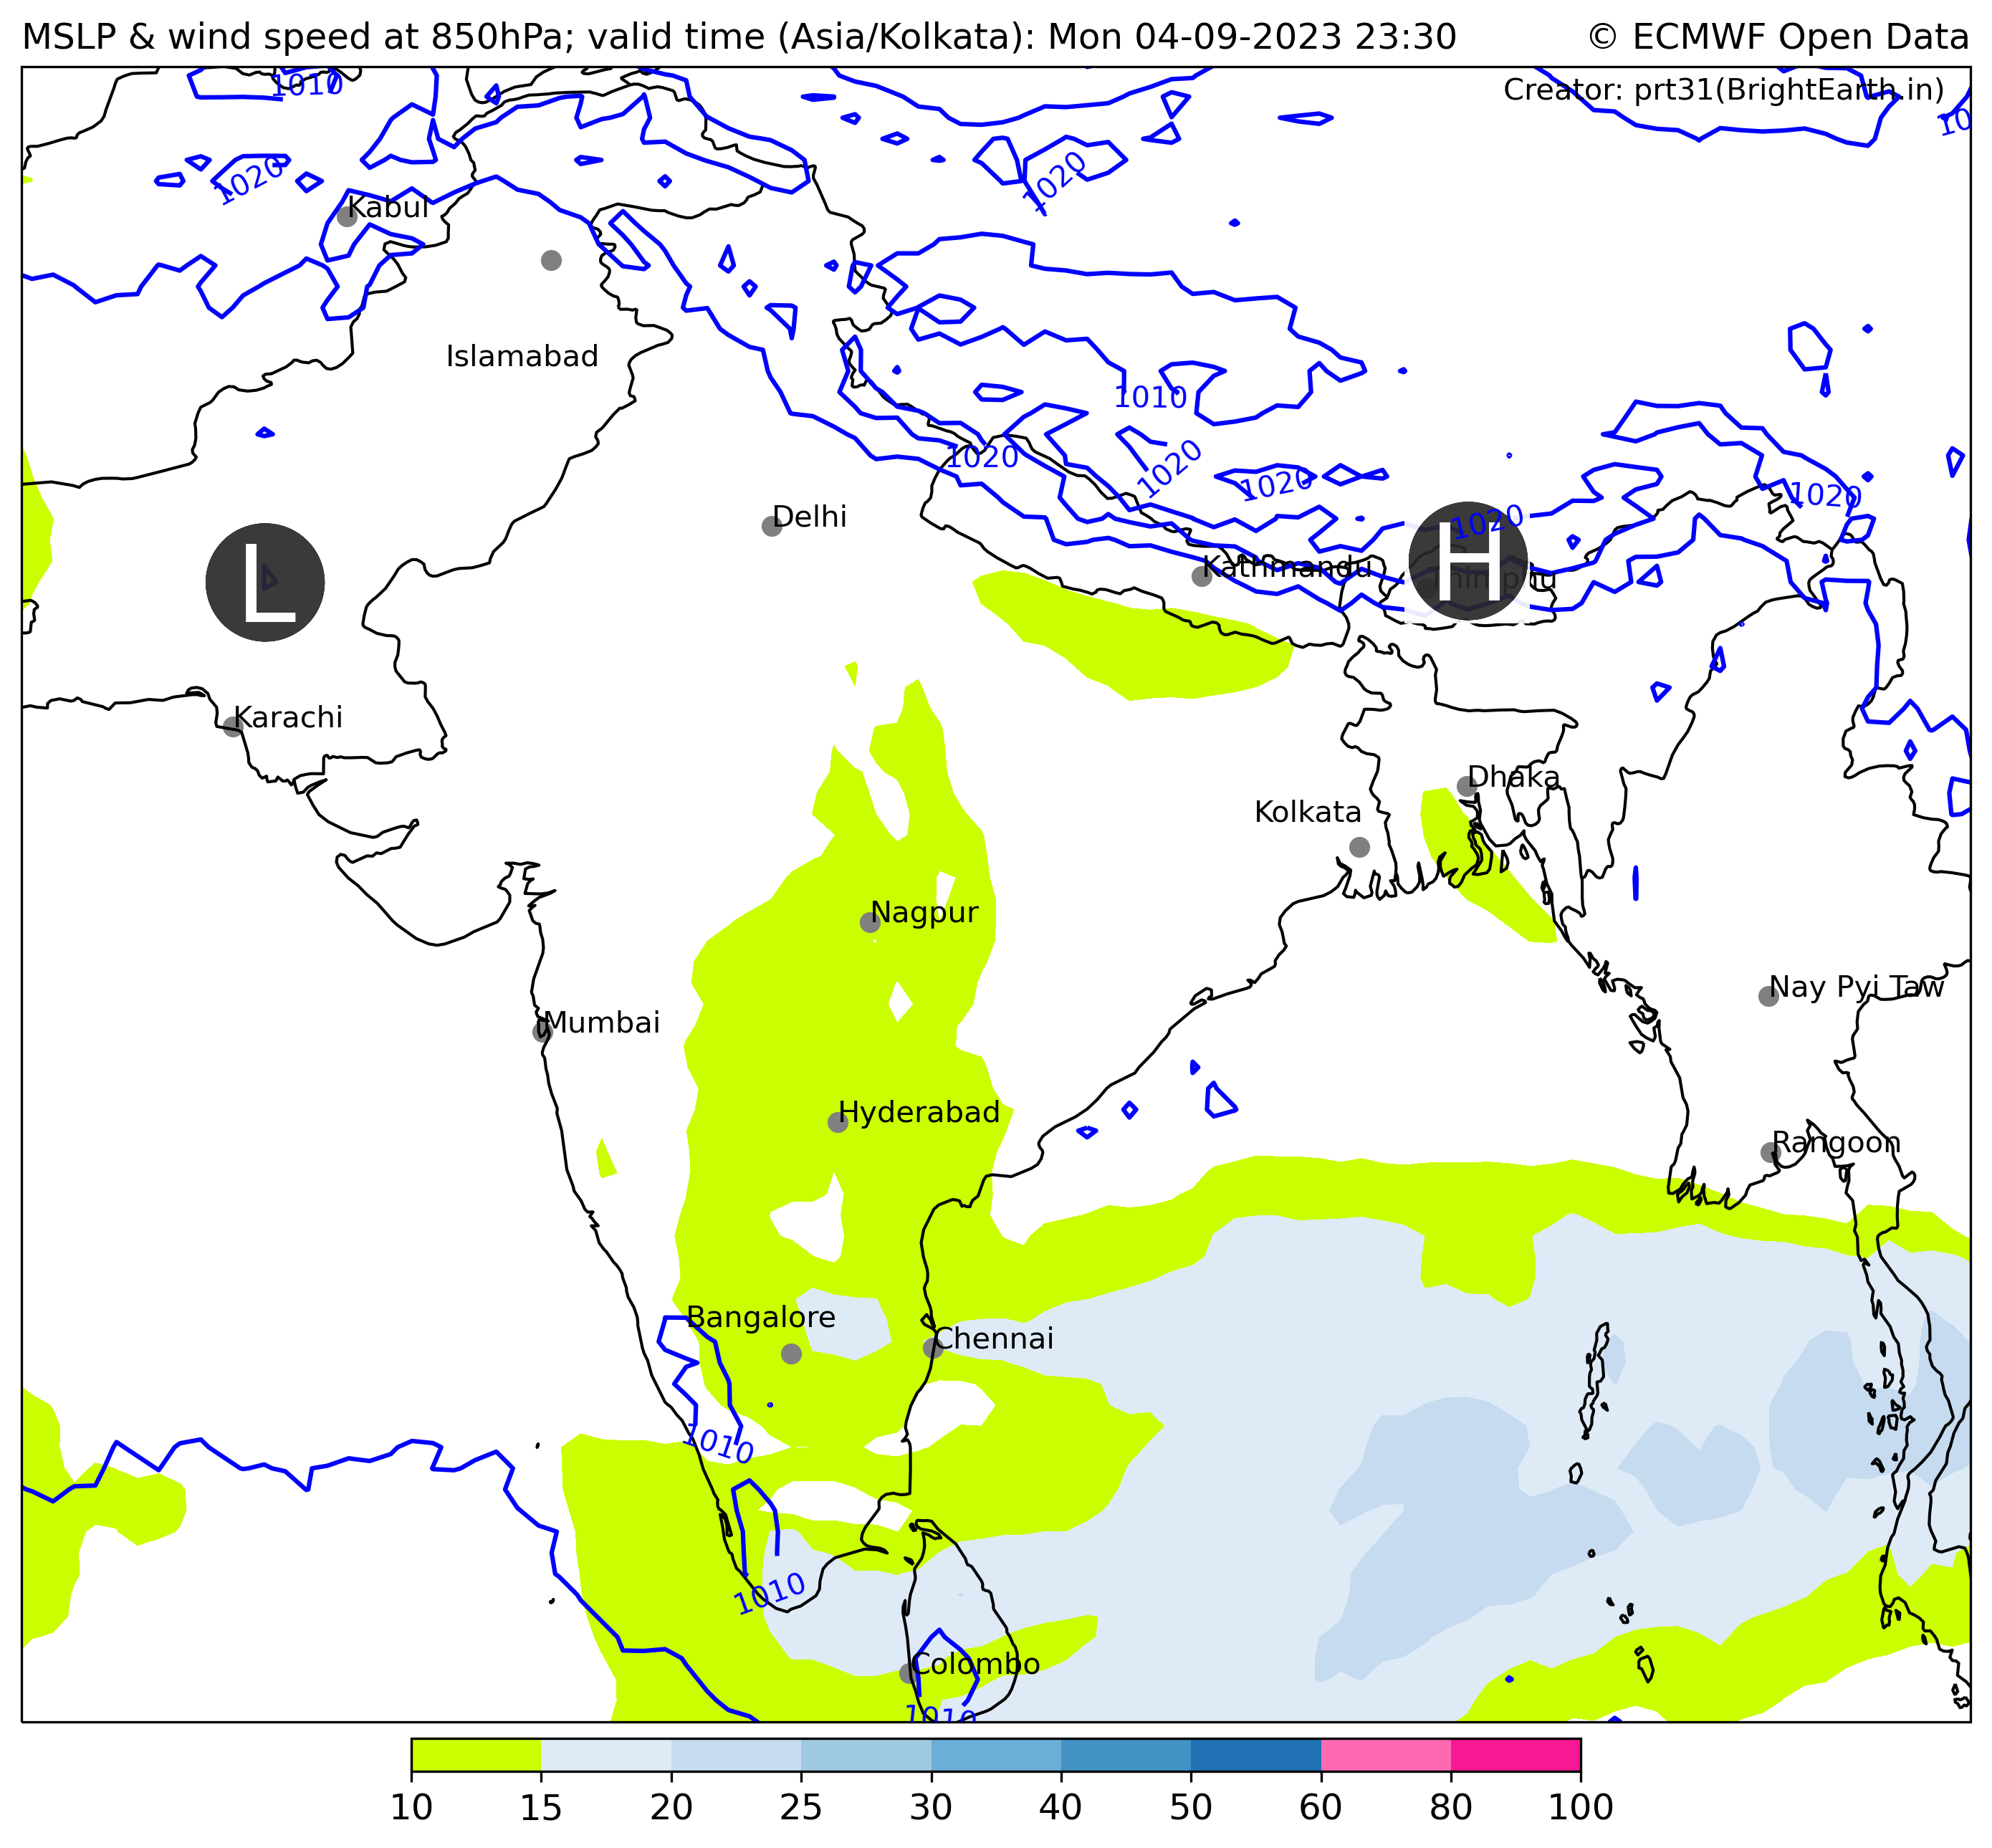 MSLP & wind speed at 850hPa; valid time (Asia/Kolkata): Mon 04-09-2023 23:30
© ECMWF Open Data
Creator: prt31(BrightEarth.in)
1010
1020
1020
Kabul
Islamabad
1010
1020
1020
1020
1020
1020
Delhi
L
H
Kathmandu
Thimphu
Karachi
Dhaka
Kolkata
Nagpur
Nay Pyi Taw
Mumbai
Hyderabad
Rangoon
Bangalore
Chennai
1010
1010
Colombo
1010
10 15 20 25 30 40 50 60 80 100